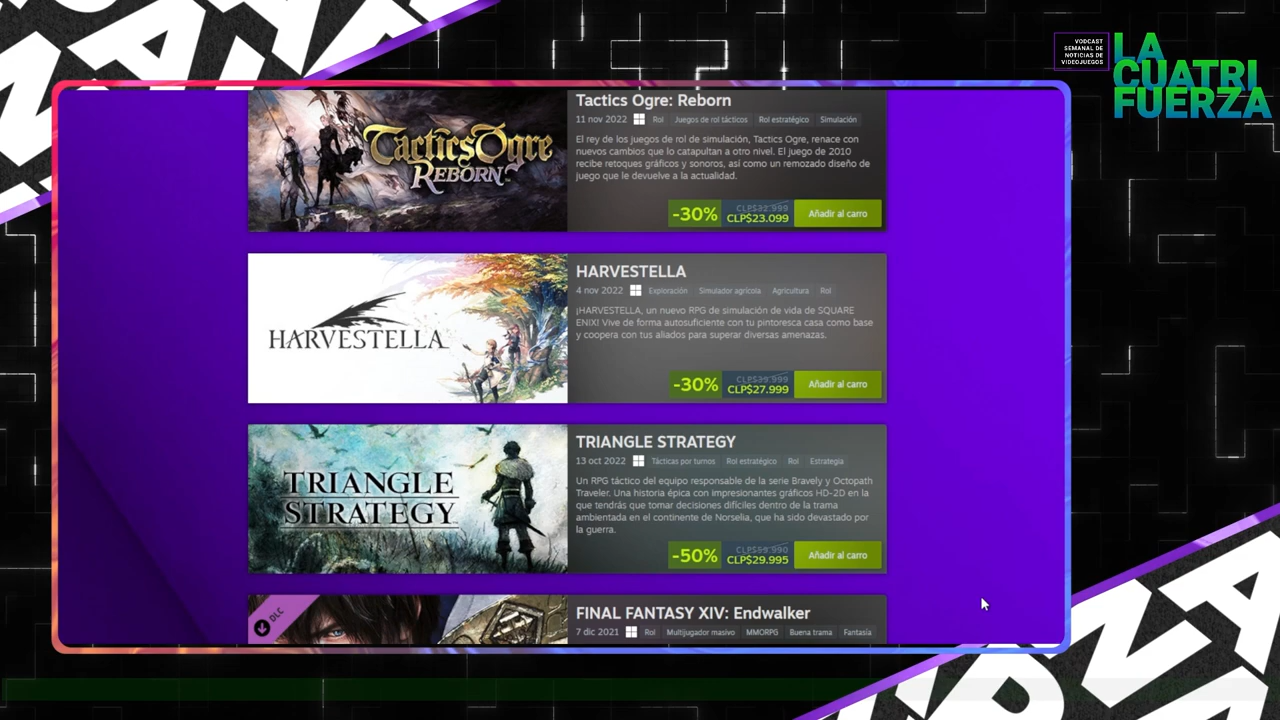 VODCAST
SEMANAL DE
NOTICIAS DE
VIDEOJUEGOS
LA
CUATRI
FUERZA
TacticsOgre
REBORN
Tactics Ogre: Reborn
11 nov 2022 Rol Juegos de rol tácticos Rol estratégico Simulación
El rey de los juegos de rol de simulación, Tactics Ogre, renace con
nuevos cambios que lo catapultan a otro nivel. El juego de 2010
recibe retoques gráficos y sonoros, así como un remozado diseño de
juego que le devuelve a la actualidad.
-30% CLP$32.999
CLP$23.099
Añadir al carro
HARVESTELLA
HARVESTELLA
4 nov 2022 Exploración Simulador agrícola Agricultura Rol
¡HARVESTELLA, un nuevo RPG de simulación de vida de SQUARE
ENIX! Vive de forma autosuficiente con tu pintoresca casa como base
y coopera con tus aliados para superar diversas amenazas.
-30% CLP$39.999
CLP$27.999
Añadir al carro
TRIANGLE
STRATEGY
TRIANGLE STRATEGY
13 oct 2022 Tácticas por turnos Rol estratégico Rol Estrategia
Un RPG táctico del equipo responsable de la serie Bravely y Octopath
Traveler. Una historia épica con impresionantes gráficos HD-2D en la
que tendrás que tomar decisiones difíciles dentro de la trama
ambientada en el continente de Norselia, que ha sido devastado por
la guerra.
-50% CLP$59.990
CLP$29.995
Añadir al carro
DLC
FINAL FANTASY XIV: Endwalker
7 dic 2021 Rol Multijugador masivo MMORPG Buena trama Fantasía